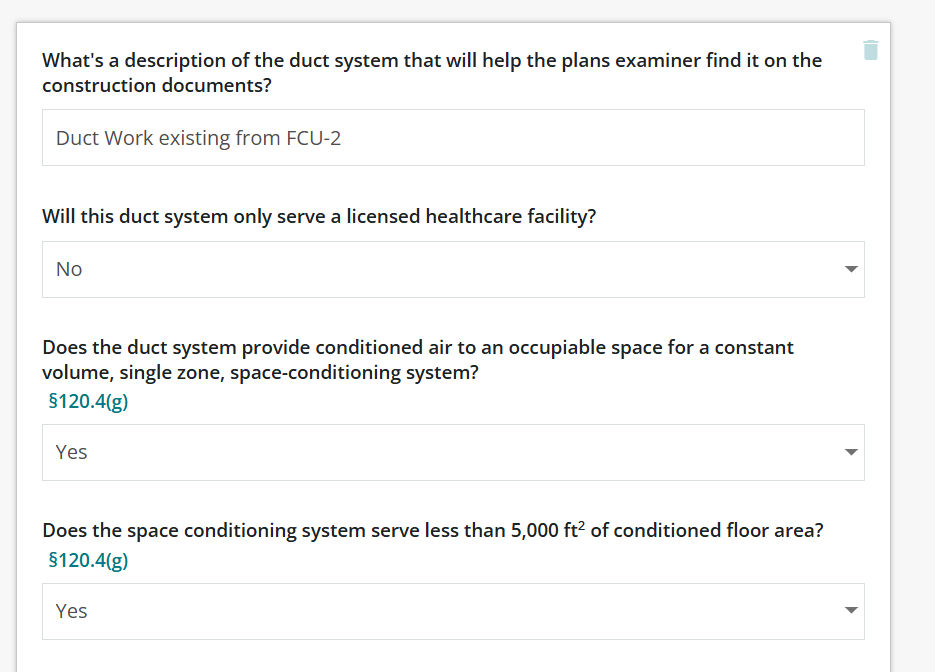 What's a description of the duct system that will help the plans examiner find it on the
construction documents?
Duct Work existing from FCU-2
Will this duct system only serve a licensed healthcare facility?
No
Does the duct system provide conditioned air to an occupiable space for a constant
volume, single zone, space-conditioning system?
§120.4(g)
Yes
Does the space conditioning system serve less than 5,000 ft² of conditioned floor area?
§120.4(g)
Yes